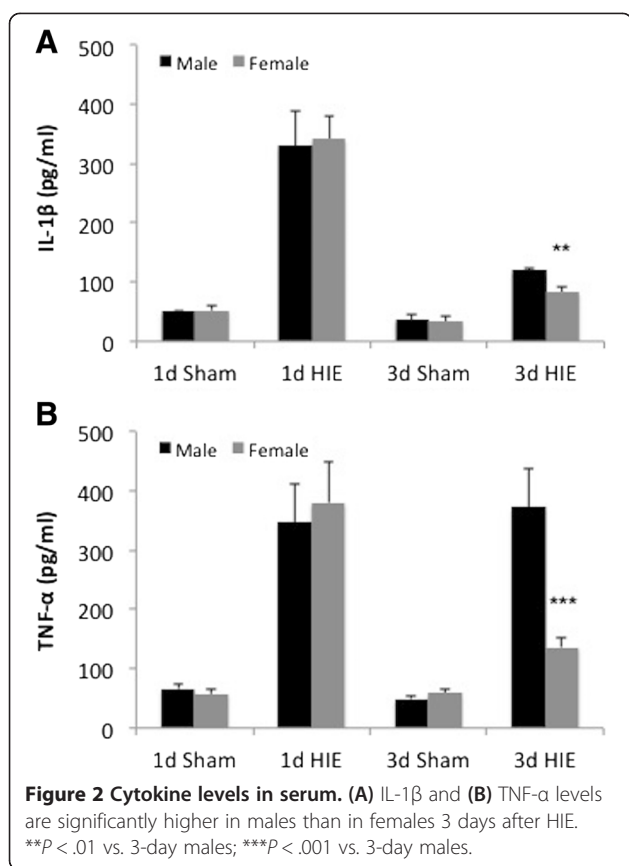 A
Male Female
500
400
300
200
100
0
IL-1β (pg/ml)
**
1d Sham 1d HIE 3d Sham 3d HIE
B
Male Female
500
400
300
200
100
0
TNF-α (pg/ml)
***
1d Sham 1d HIE 3d Sham 3d HIE
Figure 2 Cytokine levels in serum. (A) IL-1β and (B) TNF-α levels
are significantly higher in males than in females 3 days after HIE.
**P < .01 vs. 3-day males; ***P < .001 vs. 3-day males.